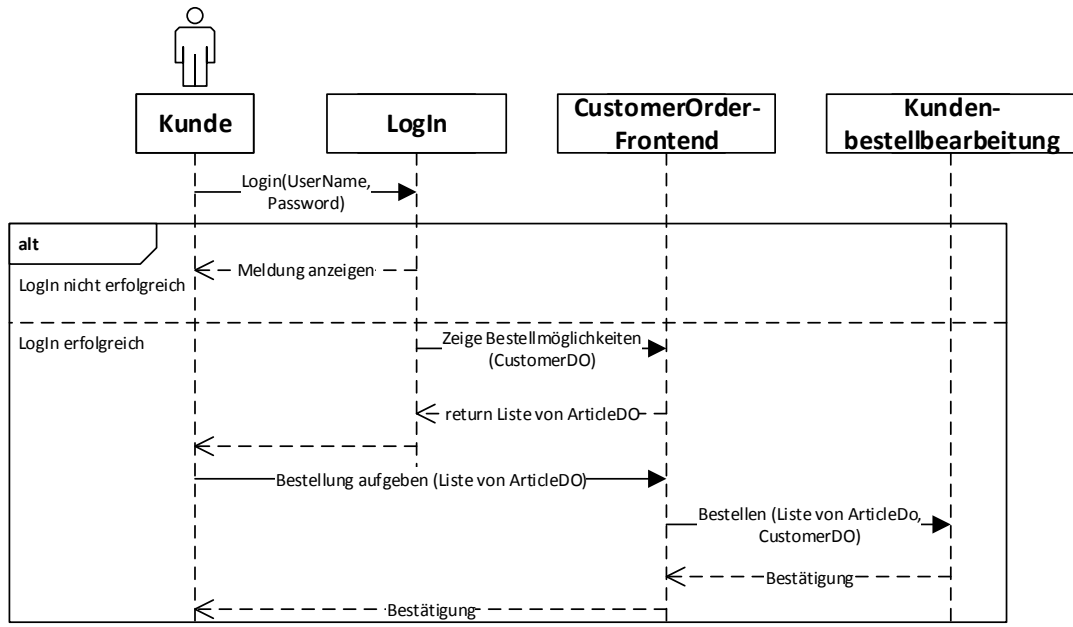 Kunde
LogIn
CustomerOrder-
Frontend
Kunden-
bestellbearbeitung
Login(UserName,
Password)
alt
Meldung anzeigen
LogIn nicht erfolgreich
LogIn erfolgreich
Zeige Bestellmöglichkeiten
(CustomerDO)
return Liste von ArticleDO
Bestellung aufgeben (Liste von ArticleDO)
Bestellen (Liste von ArticleDo,
CustomerDO)
Bestätigung
Bestätigung